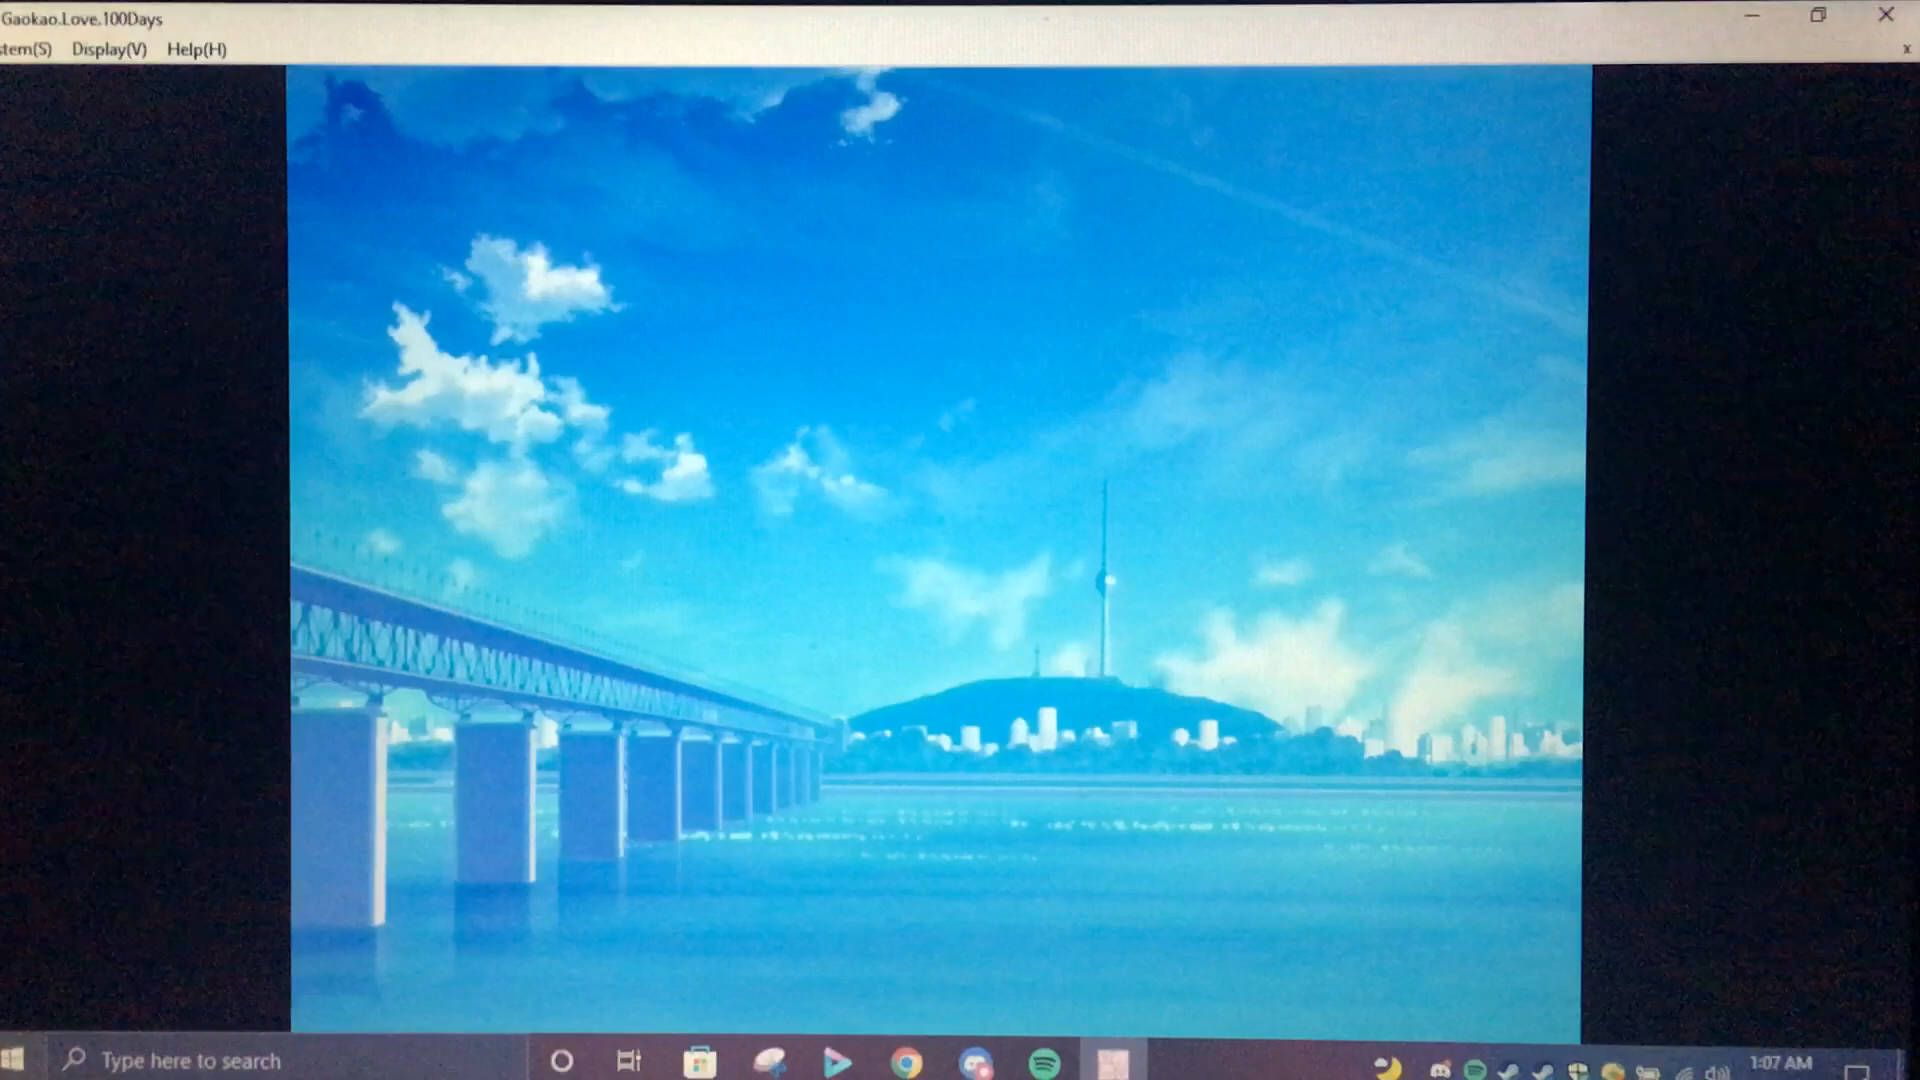 Gaokao.Love.100Days
stem(S) Display(V) Help(H)
x
Type here to search
1:07 AM